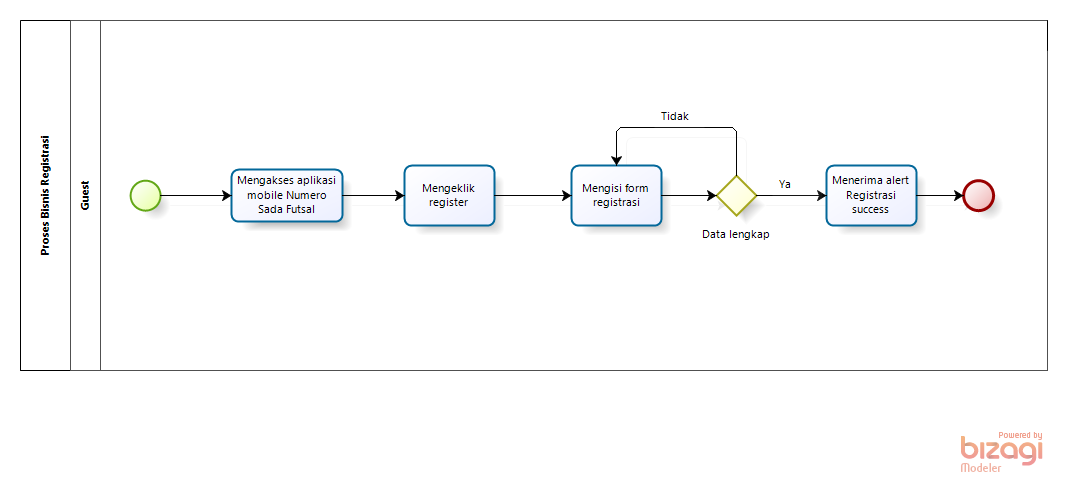 Proses Bisnis Registrasi
Guest
Mengakses aplikasi
mobile Numero
Sada Futsal
Mengeklik
register
Mengisi form
registrasi
Tidak
Data lengkap
Ya
Menerima alert
Registrasi
success
Powered by
bizagi
Modeler